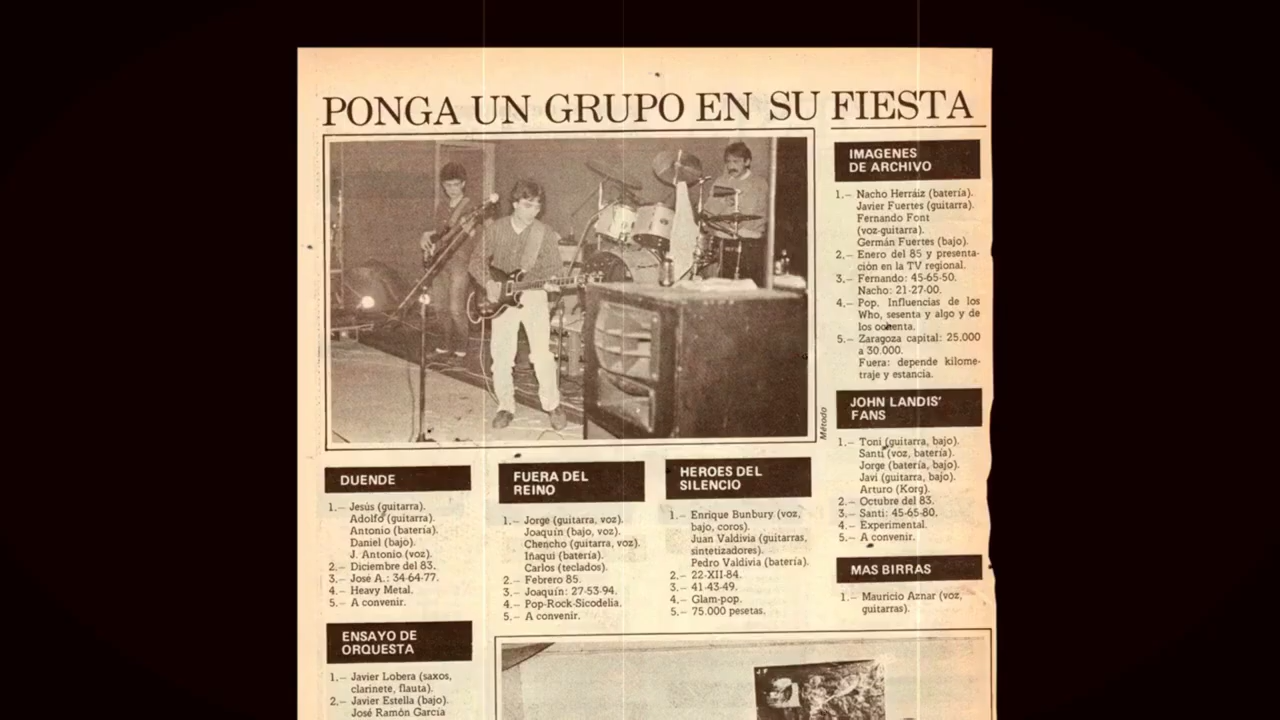 PONGA UN GRUPO EN SU FIESTA
Método
DUENDE
1.– Jesús (guitarra).
Adolfo (guitarra).
Antonio (batería).
Daniel (bajo).
J. Antonio (voz).
2.– Diciembre del 83.
3.– José A.: 34-64-77.
4.– Heavy Metal.
5.– A convenir.
ENSAYO DE
ORQUESTA
1.– Javier Lobera (saxos,
clarinete, flauta).
2.– Javier Estella (bajo).
José Ramón García
FUERA DEL
REINO
1.– Jorge (guitarra, voz).
Joaquín (bajo, voz).
Chencho (guitarra, voz).
Iñaqui (batería).
Carlos (teclados).
2.– Febrero 85.
3.– Joaquín: 27-53-94.
4.– Pop-Rock-Sicodelia.
5.– A convenir.
HEROES DEL
SILENCIO
1.– Enrique Bunbury (voz,
bajo, coros).
Juan Valdivia (guitarras,
sintetizadores).
Pedro Valdivia (batería).
2.– 22-XII-84.
3.– 41-43-49.
4.– Glam-pop.
5.– 75.000 pesetas.
IMAGENES
DE ARCHIVO
1.– Nacho Herráiz (batería).
Javier Fuertes (guitarra).
Fernando Font
(voz-guitarra).
Germán Fuertes (bajo).
2.– Enero del 85 y presenta-
ción en la TV regional.
3.– Fernando: 45-65-50.
Nacho: 21-27-00.
4.– Pop. Influencias de los
Who, sesenta y algo y de
los ochenta.
5.– Zaragoza capital: 25.000
a 30.000.
Fuera: depende kilome-
traje y estancia.
JOHN LANDIS'
FANS
1.– Toni (guitarra, bajo).
Santi (voz, batería).
Jorge (batería, bajo).
Javi (guitarra, bajo).
Arturo (Korg).
2.– Octubre del 83.
3.– Santi: 45-65-80.
4.– Experimental.
5.– A convenir.
MAS BIRRAS
1.– Mauricio Aznar (voz,
guitarras).